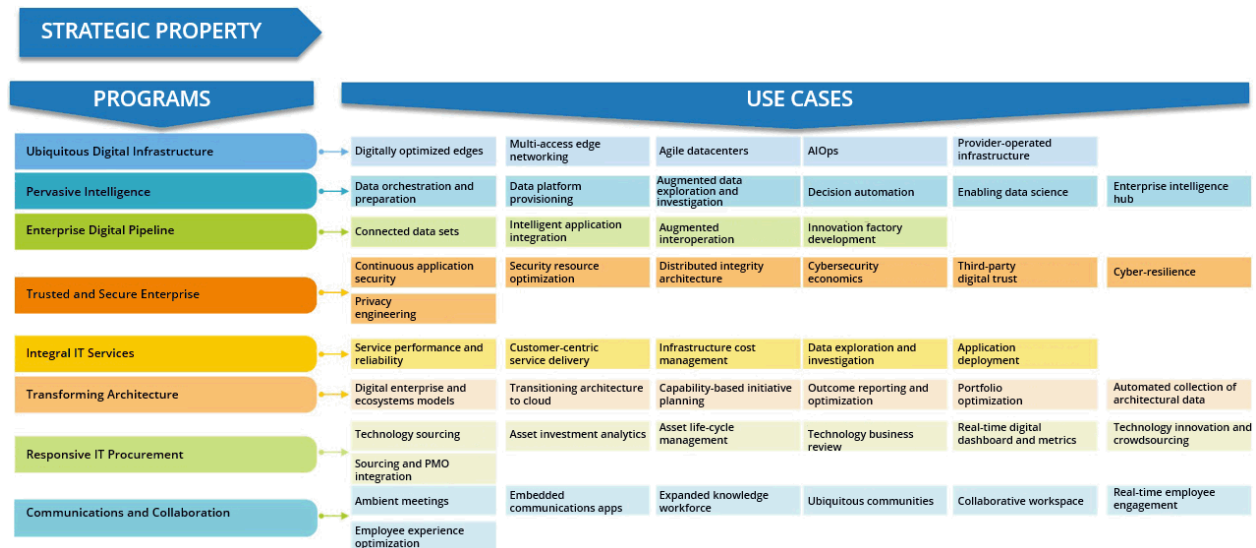 STRATEGIC PROPERTY
PROGRAMS
USE CASES
Ubiquitous Digital Infrastructure
Digitally optimized edges
Multi-access edge
networking
Agile datacenters
AIOps
Provider-operated
infrastructure
Pervasive Intelligence
Data orchestration and
preparation
Data platform
provisioning
Augmented data
exploration and
investigation
Decision automation
Enabling data science
Enterprise intelligence
hub
Enterprise Digital Pipeline
Connected data sets
Intelligent application
integration
Augmented
interoperation
Innovation factory
development
Trusted and Secure Enterprise
Continuous application
security
Security resource
optimization
Distributed integrity
architecture
Cybersecurity
economics
Third-party
digital trust
Cyber-resilience
Privacy
engineering
Integral IT Services
Service performance and
reliability
Customer-centric
service delivery
Infrastructure cost
management
Data exploration and
investigation
Application
deployment
Transforming Architecture
Digital enterprise and
ecosystems models
Transitioning architecture
to cloud
Capability-based initiative
planning
Outcome reporting and
optimization
Portfolio
optimization
Automated collection of
architectural data
Responsive IT Procurement
Technology sourcing
Asset investment analytics
Asset life-cycle
management
Technology business
review
Real-time digital
dashboard and metrics
Technology innovation and
crowdsourcing
Sourcing and PMO
integration
Communications and Collaboration
Ambient meetings
Embedded
communications apps
Expanded knowledge
workforce
Ubiquitous communities
Collaborative workspace
Real-time employee
engagement
Employee experience
optimization